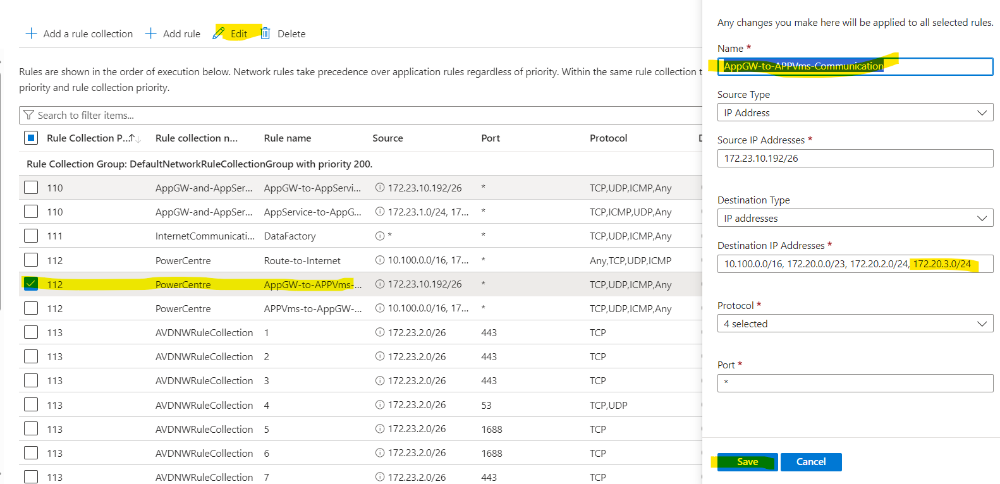 Add a rule collection Add rule Edit Delete
Rules are shown in the order of execution below. Network rules take precedence over application rules regardless of priority. Within the same rule collection t
priority and rule collection priority.
Search to filter items...
Rule Collection P...↑↓ Rule collection n... Rule name Source Port Protocol
Rule Collection Group: DefaultNetworkRuleCollectionGroup with priority 200.
110 AppGW-and-AppSer... AppGW-to-AppServi... 172.23.10.192/26 * TCP,UDP,ICMP,Any
110 AppGW-and-AppSer... AppService-to-AppG... 172.23.1.0/24, 17... * TCP,ICMP,UDP,Any
111 InternetCommunicati... DataFactory * * TCP,UDP,ICMP,Any
112 PowerCentre Route-to-Internet 10.100.0.0/16, 17... * Any,TCP,UDP,ICMP
112 PowerCentre AppGW-to-APPVms-... 172.23.10.192/26 * TCP,UDP,ICMP,Any
112 PowerCentre APPVms-to-AppGW-... 10.100.0.0/16, 17... * TCP,UDP,ICMP,Any
113 AVDNWRuleCollection 1 172.23.2.0/26 443 TCP
113 AVDNWRuleCollection 2 172.23.2.0/26 443 TCP
113 AVDNWRuleCollection 3 172.23.2.0/26 443 TCP
113 AVDNWRuleCollection 4 172.23.2.0/26 53 TCP,UDP
113 AVDNWRuleCollection 5 172.23.2.0/26 1688 TCP
113 AVDNWRuleCollection 6 172.23.2.0/26 1688 TCP
113 AVDNWRuleCollection 7 172.23.2.0/26 443 TCP
Any changes you make here will be applied to all selected rules.
Name *
AppGW-to-APPVms-Communication
Source Type
IP Address
Source IP Addresses *
172.23.10.192/26
Destination Type
IP addresses
Destination IP Addresses *
10.100.0.0/16, 172.20.0.0/23, 172.20.2.0/24, 172.20.3.0/24
Protocol *
4 selected
Port *
*
Save Cancel